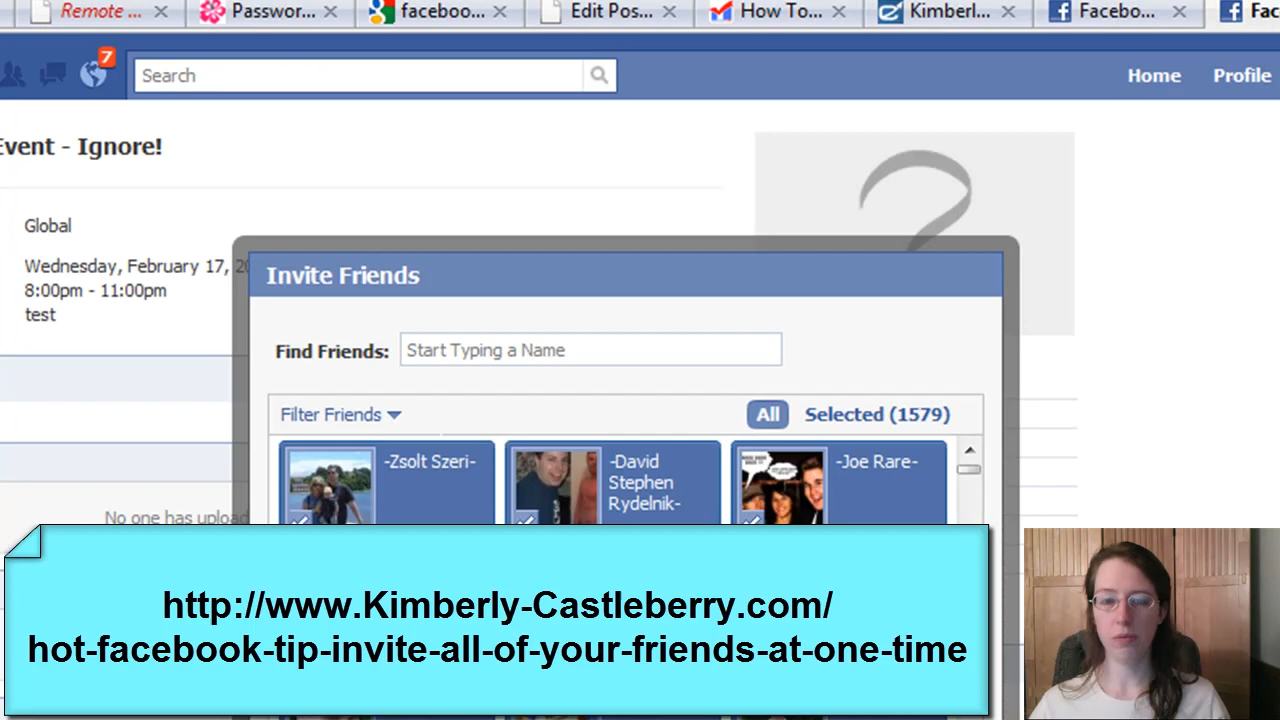 Remote ...
Passwor...
faceboo...
Edit Pos...
How To...
Kimberl...
Facebo...
Fac
7
Search
Home
Profile
Event - Ignore!
Global
Wednesday, February 17, 20
8:00pm - 11:00pm
test
Invite Friends
Find Friends:
Start Typing a Name
Filter Friends
All
Selected (1579)
-Zsolt Szeri-
-David
Stephen
Rydelnik-
-Joe Rare-
No one has upload
http://www.Kimberly-Castleberry.com/
hot-facebook-tip-invite-all-of-your-friends-at-one-time